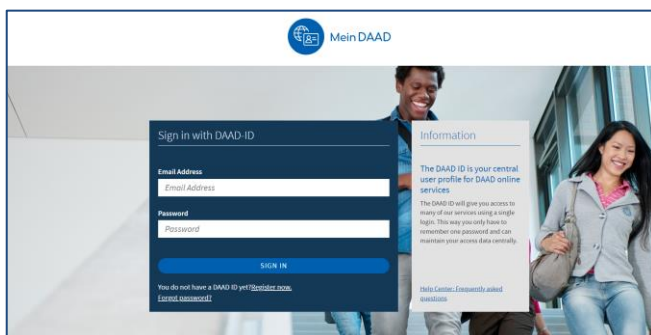 Mein DAAD
Sign in with DAAD-ID
Email Address
Email Address
Password
Password
SIGN IN
You do not have a DAAD ID yet?Register now.
Forgot password?
Information
The DAAD ID is your central
user profile for DAAD online
services
The DAAD ID will give you access to
many of our services using a single
login. This way you only have to
remember one password and can
maintain your access data centrally.
Help Center: Frequently asked
questions